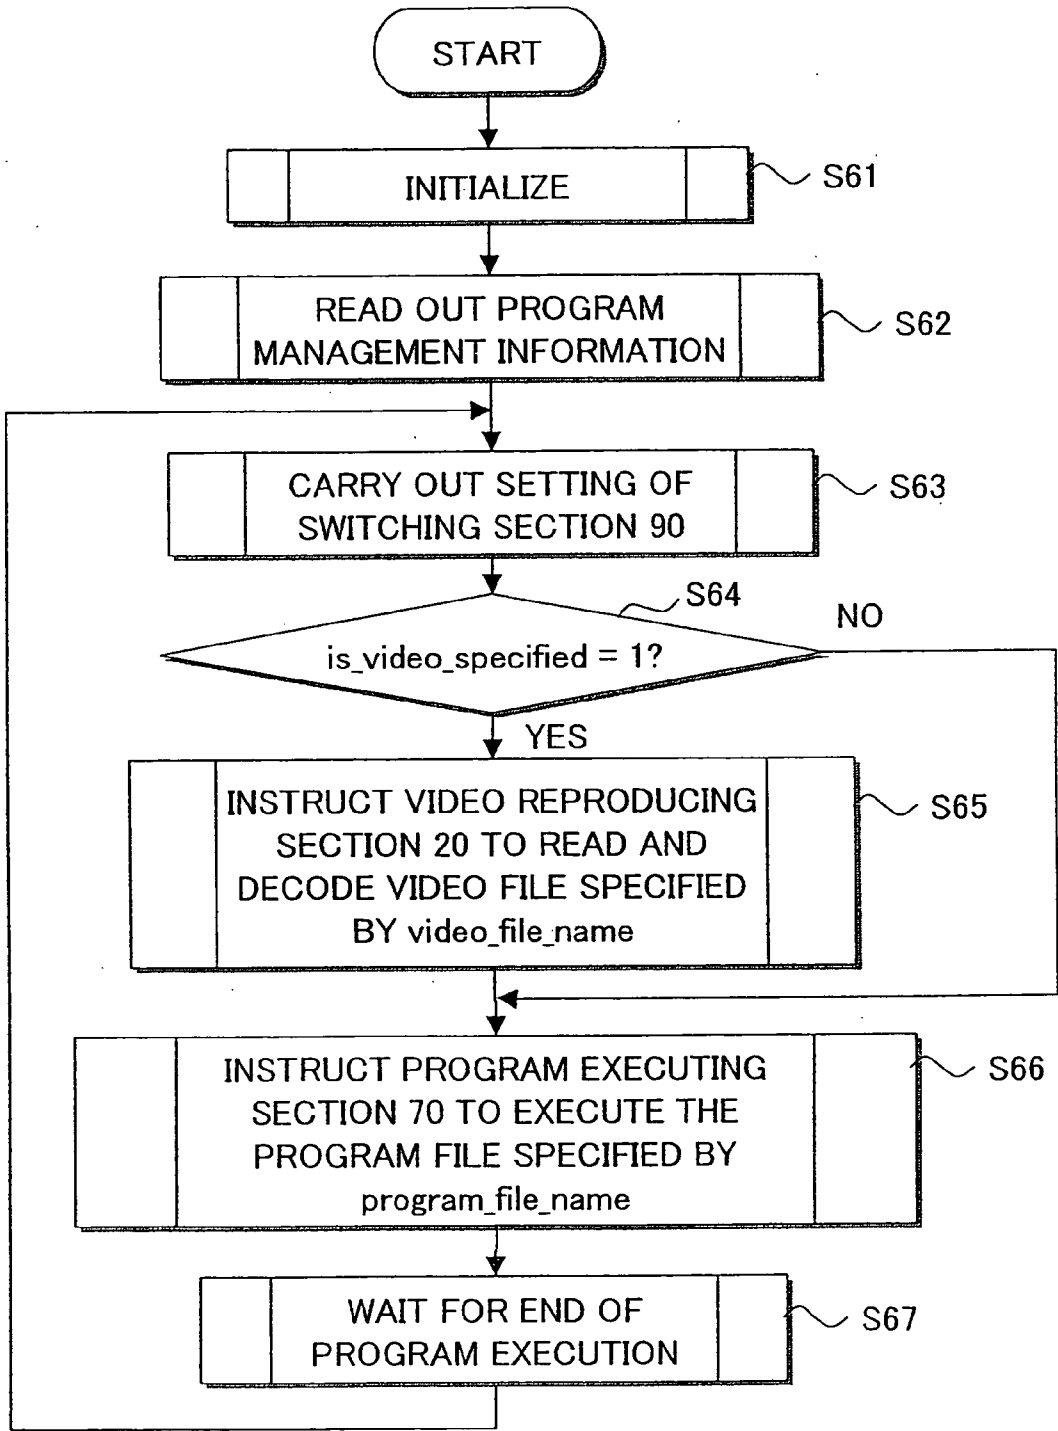 START
INITIALIZE
S61
READ OUT PROGRAM
MANAGEMENT INFORMATION
S62
CARRY OUT SETTING OF
SWITCHING SECTION 90
S63
S64
is_video_specified = 1?
NO
YES
INSTRUCT VIDEO REPRODUCING
SECTION 20 TO READ AND
DECODE VIDEO FILE SPECIFIED
BY video_file_name
S65
INSTRUCT PROGRAM EXECUTING
SECTION 70 TO EXECUTE THE
PROGRAM FILE SPECIFIED BY
program_file_name
S66
WAIT FOR END OF
PROGRAM EXECUTION
S67